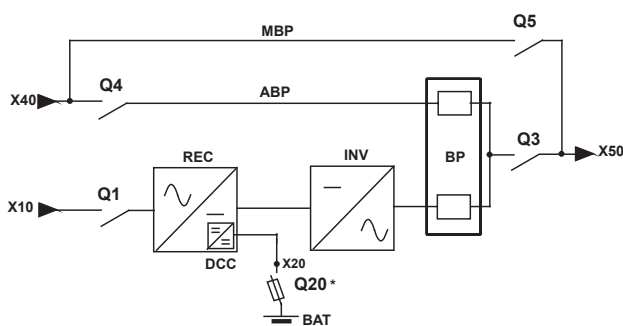 MBP
Q5
Q4
X40
ABP
Q3
REC
INV
BP
X50
Q1
X10
DCC
X20
Q20 *
BAT